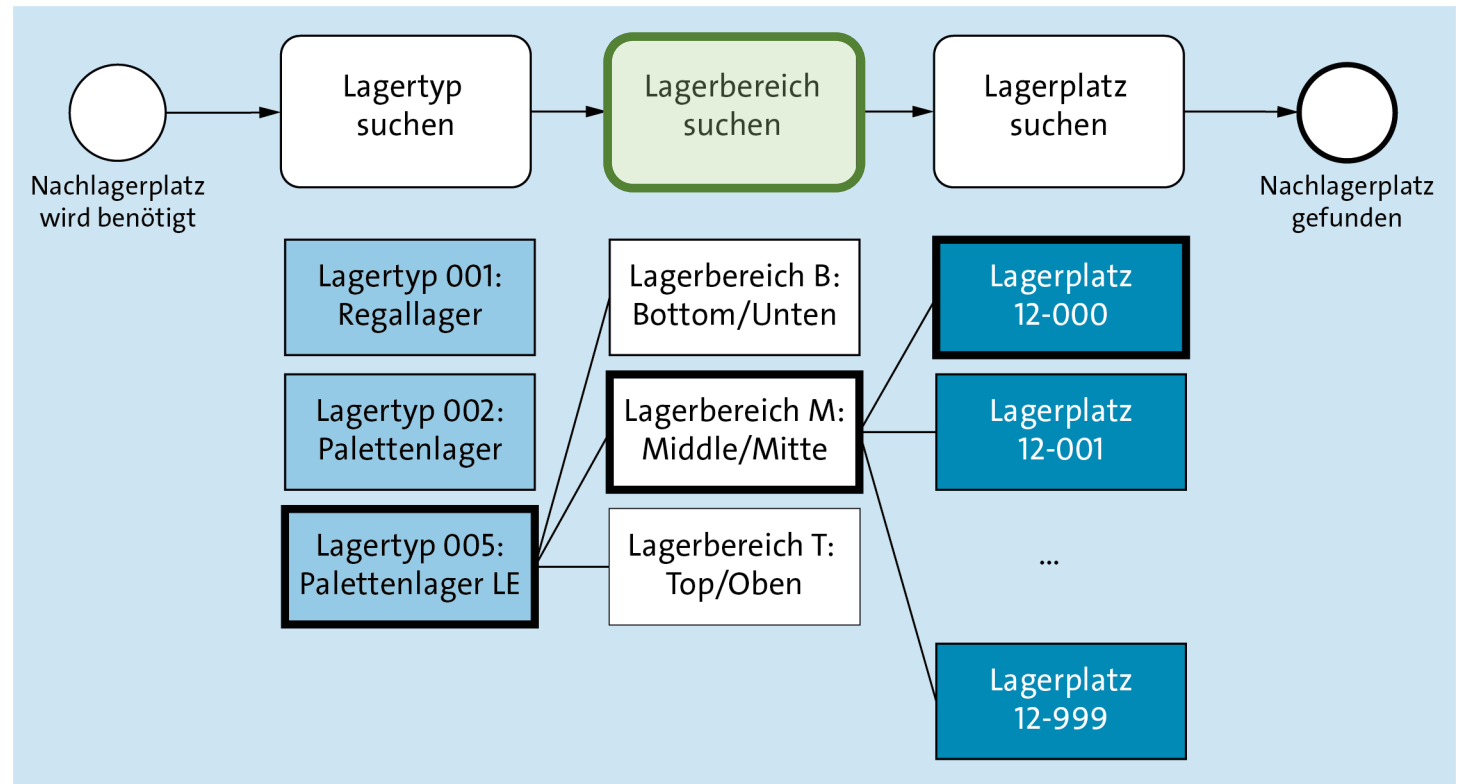 Lagertyp
suchen
Lagerbereich
suchen
Lagerplatz
suchen
Nachlagerplatz
wird benötigt
Nachlagerplatz
gefunden
Lagertyp 001:
Regallager
Lagerbereich B:
Bottom/Unten
Lagerplatz
12-000
Lagertyp 002:
Palettenlager
Lagerbereich M:
Middle/Mitte
Lagerplatz
12-001
Lagertyp 005:
Palettenlager LE
Lagerbereich T:
Top/Oben
...
Lagerplatz
12-999